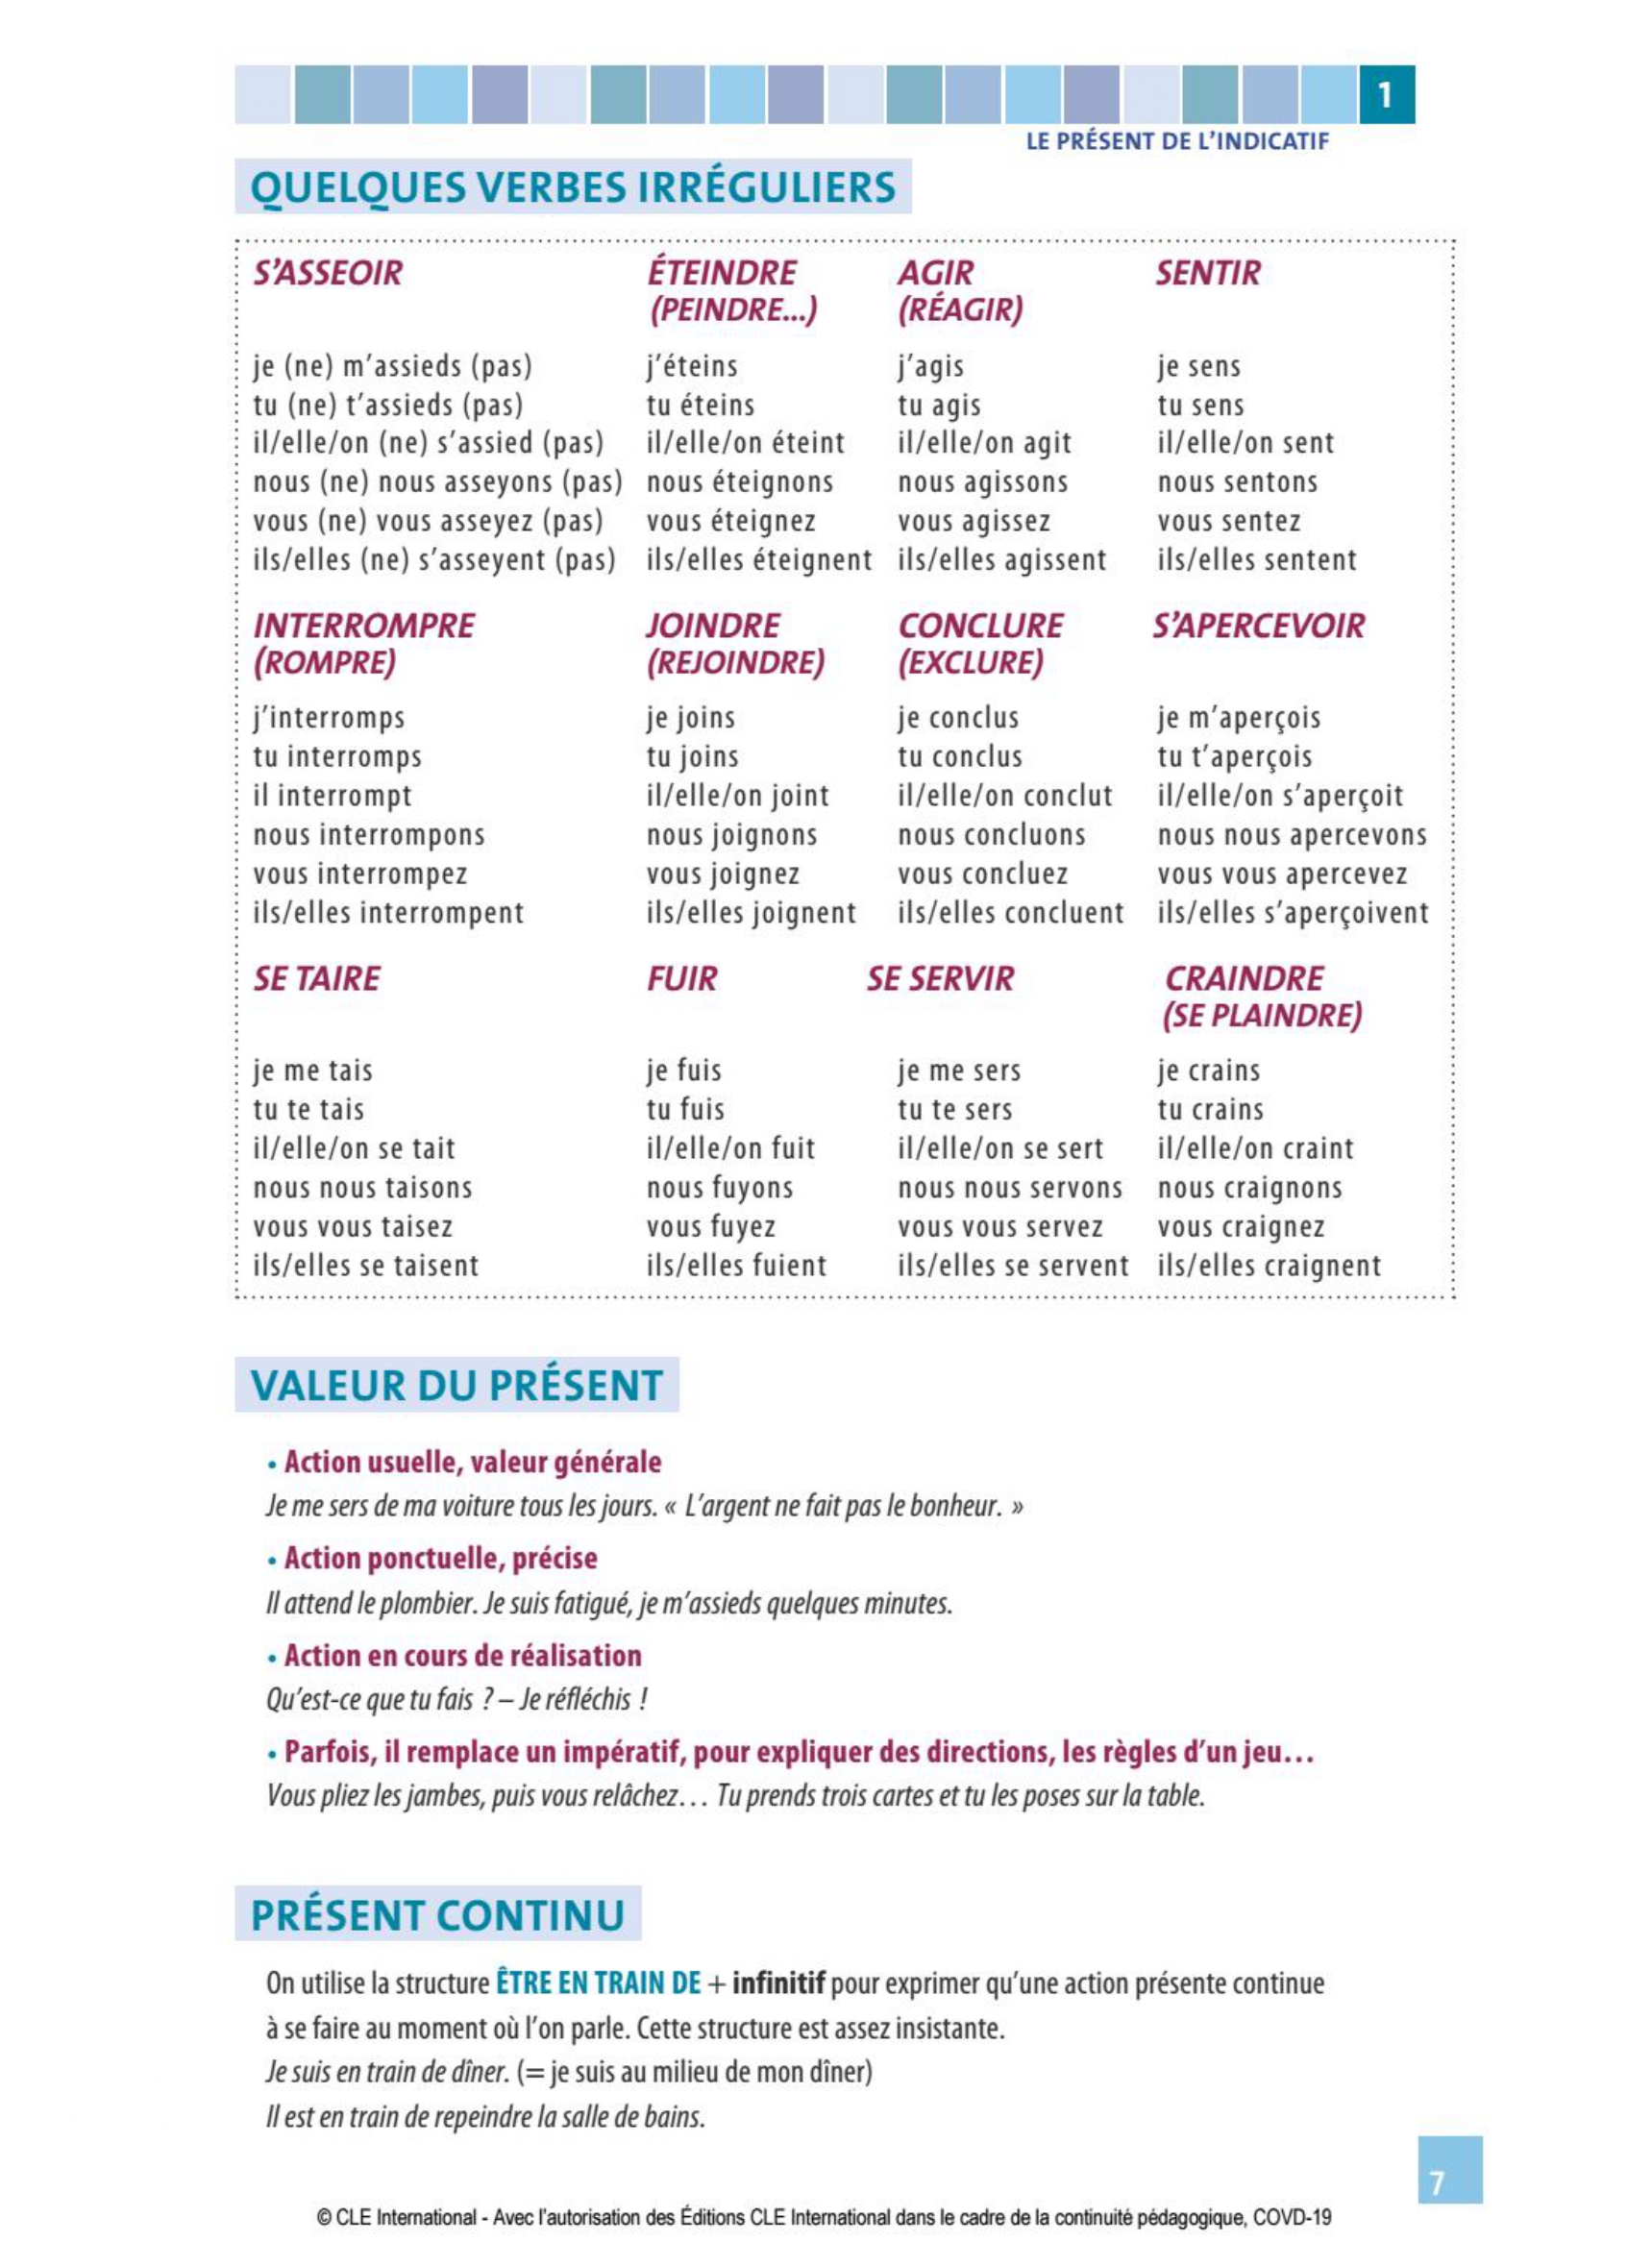 1
LE PRÉSENT DE L'INDICATIF
QUELQUES VERBES IRRÉGULIERS
S'ASSEOIR
je (ne) m'assieds (pas)
tu (ne) t'assieds (pas)
il/elle/on (ne) s'assied (pas)
nous (ne) nous asseyons (pas)
vous (ne) vous asseyez (pas)
ils/elles (ne) s'asseyent (pas)
ÉTEINDRE
(PEINDRE...)
j'éteins
tu éteins
il/elle/on éteint
nous éteignons
vous éteignez
ils/elles éteignent
AGIR
(RÉAGIR)
j'agis
tu agis
il/elle/on agit
nous agissons
vous agissez
ils/elles agissent
SENTIR
je sens
tu sens
il/elle/on sent
nous sentons
vous sentez
ils/elles sentent
INTERROMPRE
(ROMPRE)
j'interromps
tu interromps
il interrompt
nous interrompons
vous interrompez
ils/elles interrompent
JOINDRE
(REJOINDRE)
je joins
tu joins
il/elle/on joint
nous joignons
vous joignez
ils/elles joignent
CONCLURE
(EXCLURE)
je conclus
tu conclus
il/elle/on conclut
nous concluons
vous concluez
ils/elles concluent
S'APERCEVOIR
je m'aperçois
tu t'aperçois
il/elle/on s'aperçoit
nous nous apercevons
vous vous apercevez
ils/elles s'aperçoivent
SE TAIRE
je me tais
tu te tais
il/elle/on se tait
nous nous taisons
vous vous taisez
ils/elles se taisent
FUIR
je fuis
tu fuis
il/elle/on fuit
nous fuyons
vous fuyez
ils/elles fuient
SE SERVIR
je me sers
tu te sers
il/elle/on se sert
nous nous servons
vous vous servez
ils/elles se servent
CRAINDRE
(SE PLAINDRE)
je crains
tu crains
il/elle/on craint
nous craignons
vous craignez
ils/elles craignent
VALEUR DU PRÉSENT
• Action usuelle, valeur générale
Je me sers de ma voiture tous les jours. « L'argent ne fait pas le bonheur. »
• Action ponctuelle, précise
Il attend le plombier. Je suis fatigué, je m'assieds quelques minutes.
• Action en cours de réalisation
Qu'est-ce que tu fais ? – Je réfléchis !
• Parfois, il remplace un impératif, pour expliquer des directions, les règles d'un jeu...
Vous pliez les jambes, puis vous relâchez... Tu prends trois cartes et tu les poses sur la table.
PRÉSENT CONTINU
On utilise la structure ÊTRE EN TRAIN DE + infinitif pour exprimer qu'une action présente continue
à se faire au moment où l'on parle. Cette structure est assez insistante.
Je suis en train de dîner. (= je suis au milieu de mon dîner)
Il est en train de repeindre la salle de bains.
7
© CLE International - Avec l'autorisation des Éditions CLE International dans le cadre de la continuité pédagogique, COVD-19